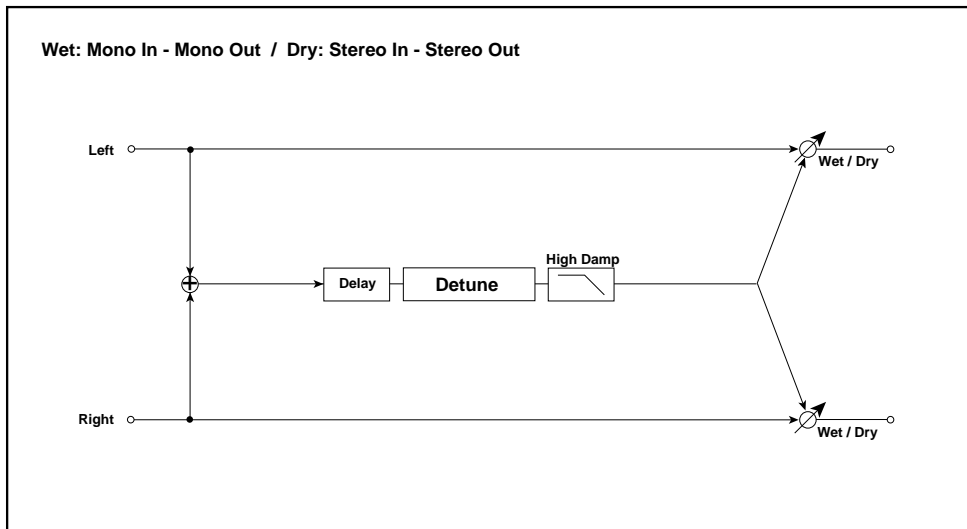 Wet: Mono In - Mono Out / Dry: Stereo In - Stereo Out
Left
Wet / Dry
High Damp
Delay
Detune
Right
Wet / Dry